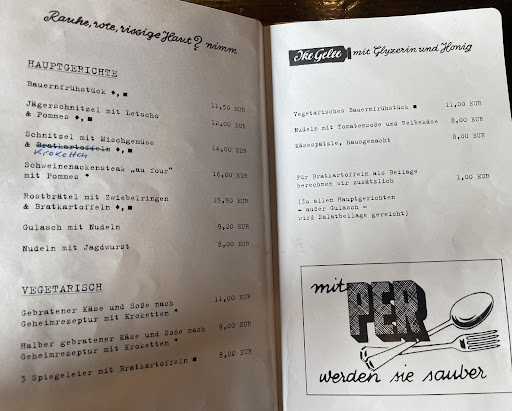 Rauhe, rote, rissige Haut? nimm
HAUPTGERICHTE
Bauernfrühstück ♦, ■ 11,50 EUR
Jägerschnitzel mit Letscho
& Pommes ♦, ■ 12,00 EUR
Schnitzel mit Mischgemüse
& Bratkartoffeln ♦, ■ 14,00 EUR
Kroketten
Schweinenackensteak „au four"
mit Pommes * 16,00 EUR
Rostbrätel mit Zwiebelringen
& Bratkartoffeln ♦, ■ 15,50 EUR
Gulasch mit Nudeln 9,20 EUR
Nudeln mit Jagdwurst 8,00 EUR
VEGETARISCH
Gebratener Käse und Soße nach
Geheimrezeptur mit Kroketten * 11,00 EUR
Halber gebratener Käse und Soße nach
Geheimrezeptur mit Kroketten * 9,00 EUR
3 Spiegeleier mit Bratkartoffeln ■ 8,00 EUR
Ike Gelee mit Glyzerin und Honig
Vegetarisches Bauernfrühstück ■ 11,00 EUR
Nudeln mit Tomatensoße und Reibekäse 8,00 EUR
Käsespätzle, hausgemacht 8,00 EUR
Für Bratkartoffeln als Beilage
berechnen wir zusätzlich 1,00 EUR
(Zu allen Hauptgerichten
- außer Gulasch -
wird Salatbeilage gereicht)
mit
PER
werden sie sauber